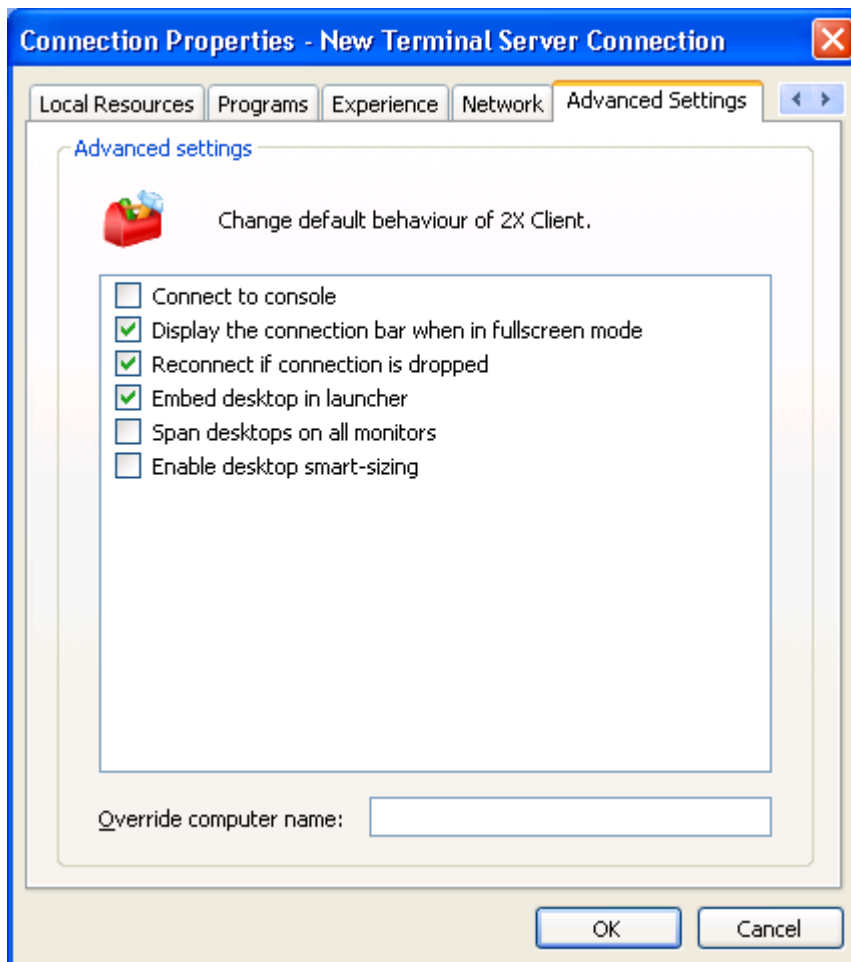 Connection Properties - New Terminal Server Connection
Local Resources Programs Experience Network Advanced Settings
Advanced settings
Change default behaviour of 2X Client.
Connect to console
Display the connection bar when in fullscreen mode
Reconnect if connection is dropped
Embed desktop in launcher
Span desktops on all monitors
Enable desktop smart-sizing
Override computer name:
OK Cancel